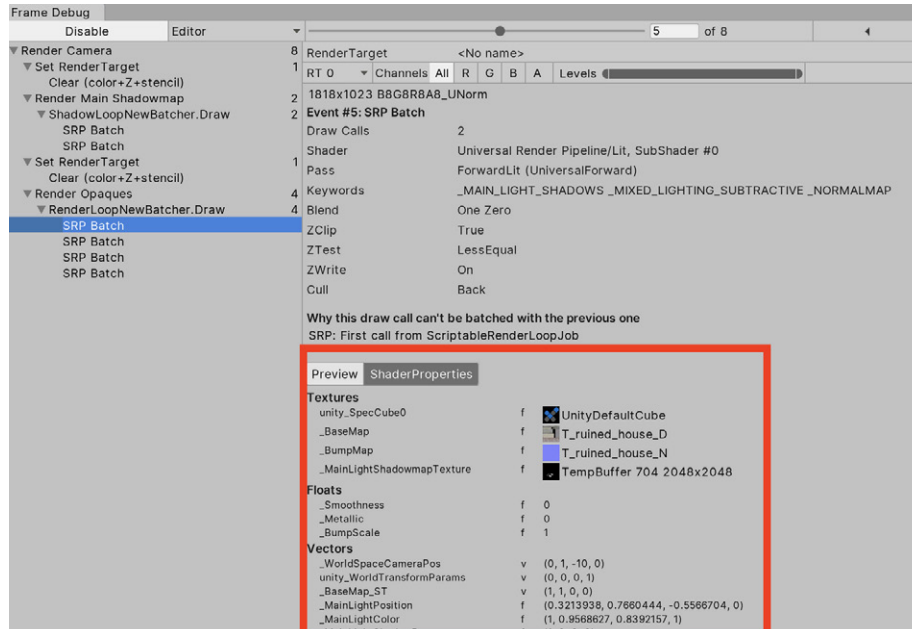 Frame Debug
Disable Editor 5 of 8
Render Camera 8
Set RenderTarget 1
Clear (color+Z+stencil)
Render Main Shadowmap 2
ShadowLoopNewBatcher.Draw 2
SRP Batch
SRP Batch
Set RenderTarget 1
Clear (color+Z+stencil)
Render Opaques 4
RenderLoopNewBatcher.Draw 4
SRP Batch
SRP Batch
SRP Batch
SRP Batch
RenderTarget <No name>
RT 0 Channels All R G B A Levels
1818x1023 B8G8R8A8_UNorm
Event #5: SRP Batch
Draw Calls 2
Shader Universal Render Pipeline/Lit, SubShader #0
Pass ForwardLit (UniversalForward)
Keywords _MAIN_LIGHT_SHADOWS _MIXED_LIGHTING_SUBTRACTIVE _NORMALMAP
Blend One Zero
ZClip True
ZTest LessEqual
ZWrite On
Cull Back
Why this draw call can't be batched with the previous one
SRP: First call from ScriptableRenderLoopJob
Preview ShaderProperties
Textures
unity_SpecCube0 f UnityDefaultCube
_BaseMap f T_ruined_house_D
_BumpMap f T_ruined_house_N
_MainLightShadowmapTexture f TempBuffer 704 2048x2048
Floats
_Smoothness f 0
_Metallic f 0
_BumpScale f 1
Vectors
_WorldSpaceCameraPos v (0, 1, -10, 0)
unity_WorldTransformParams v (0, 0, 0, 1)
_BaseMap_ST v (1, 1, 0, 0)
_MainLightPosition f (0.3213938, 0.7660444, -0.5566704, 0)
_MainLightColor f (1, 0.9568627, 0.8392157, 1)